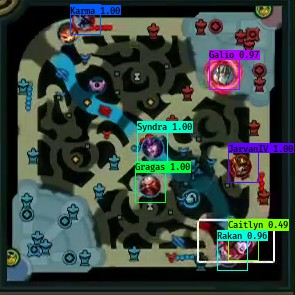 Karma 1.00
Galio 0.97
Syndra 1.00
JarvanIV 1.00
Gragas 1.00
Caitlyn 0.49
Rakan 0.96